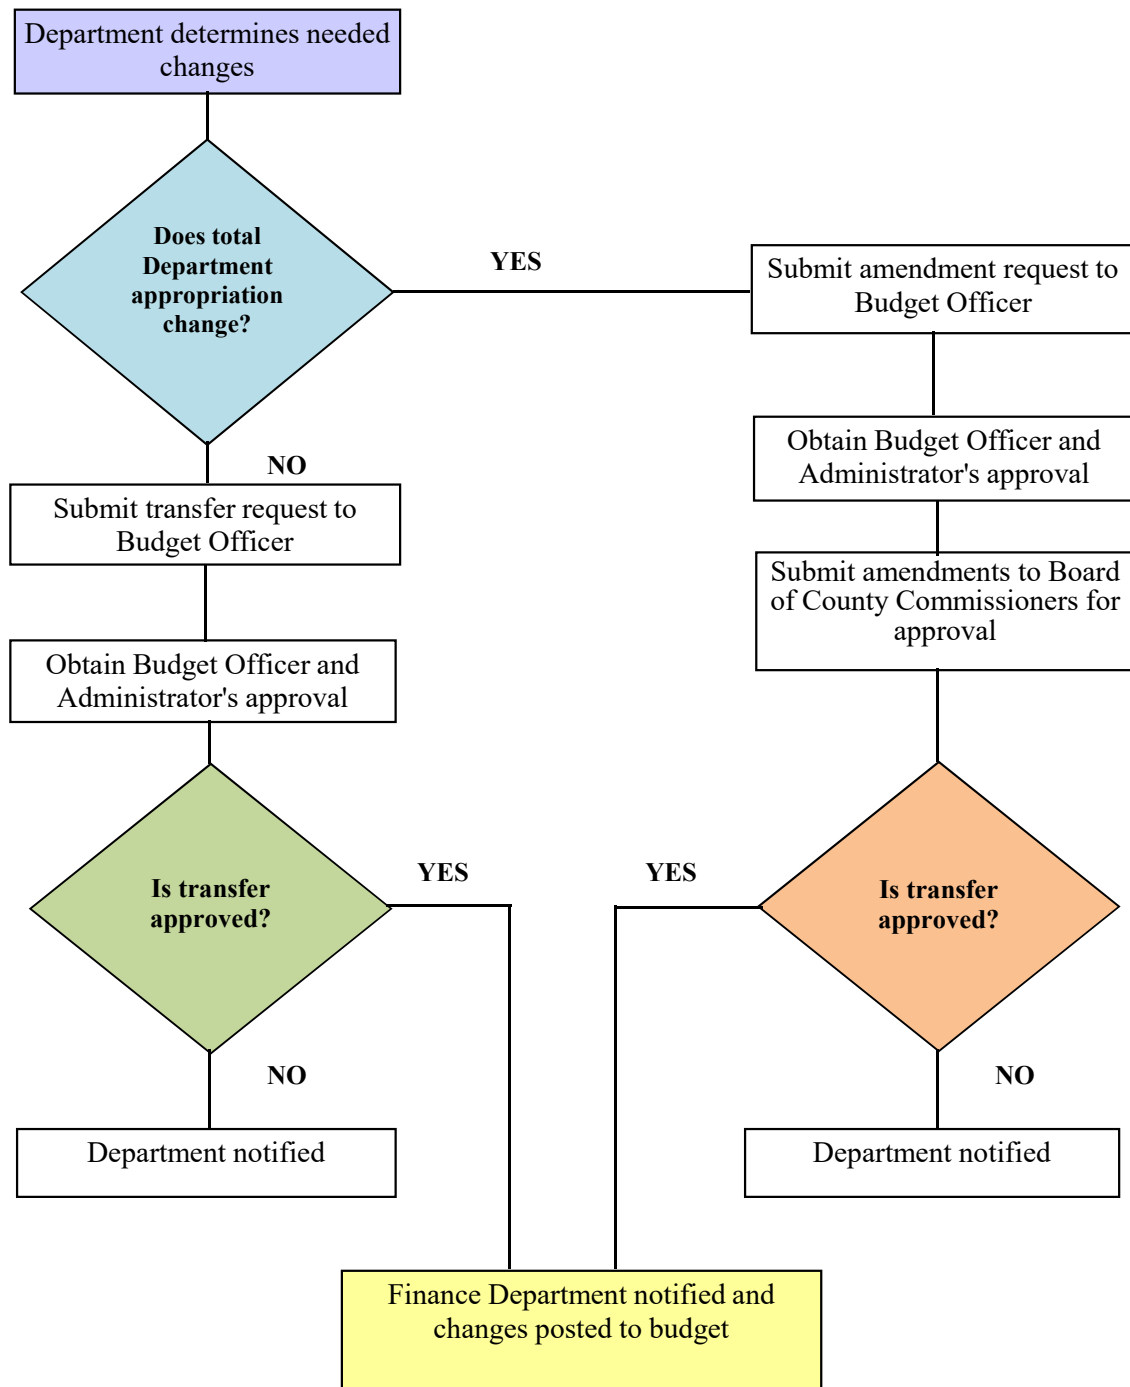 Department determines needed
changes
Does total
Department
appropriation
change?
YES
Submit amendment request to
Budget Officer
Obtain Budget Officer and
Administrator's approval
NO
Submit transfer request to
Budget Officer
Submit amendments to Board
of County Commissioners for
approval
Obtain Budget Officer and
Administrator's approval
YES
YES
Is transfer
approved?
Is transfer
approved?
NO
NO
Department notified
Department notified
Finance Department notified and
changes posted to budget